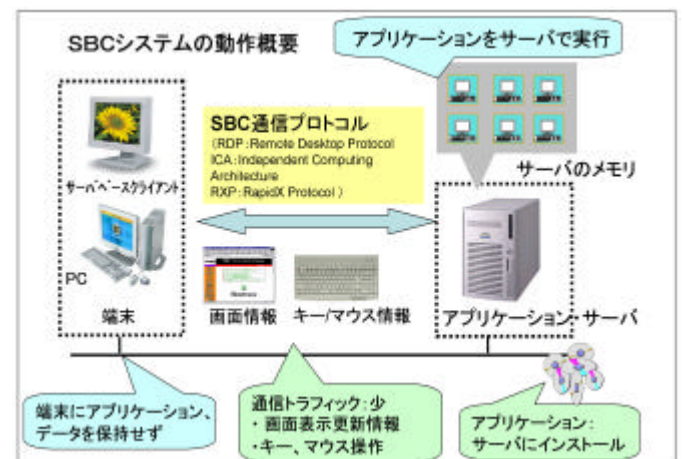 SBCシステムの動作概要
アプリケーションをサーバで実行
SBC通信プロトコル
(RDP:Remote Desktop Protocol
ICA:Independent Computing
Architecture
RXP:RapidX Protocol )
サーバのメモリ
サーバベースクライアント
PC
端末
画面情報
キー/マウス情報
アプリケーション・サーバ
端末にアプリケーション、
データを保持せず
通信トラフィック:少
・画面表示更新情報
・キー、マウス操作
アプリケーション:
サーバにインストール